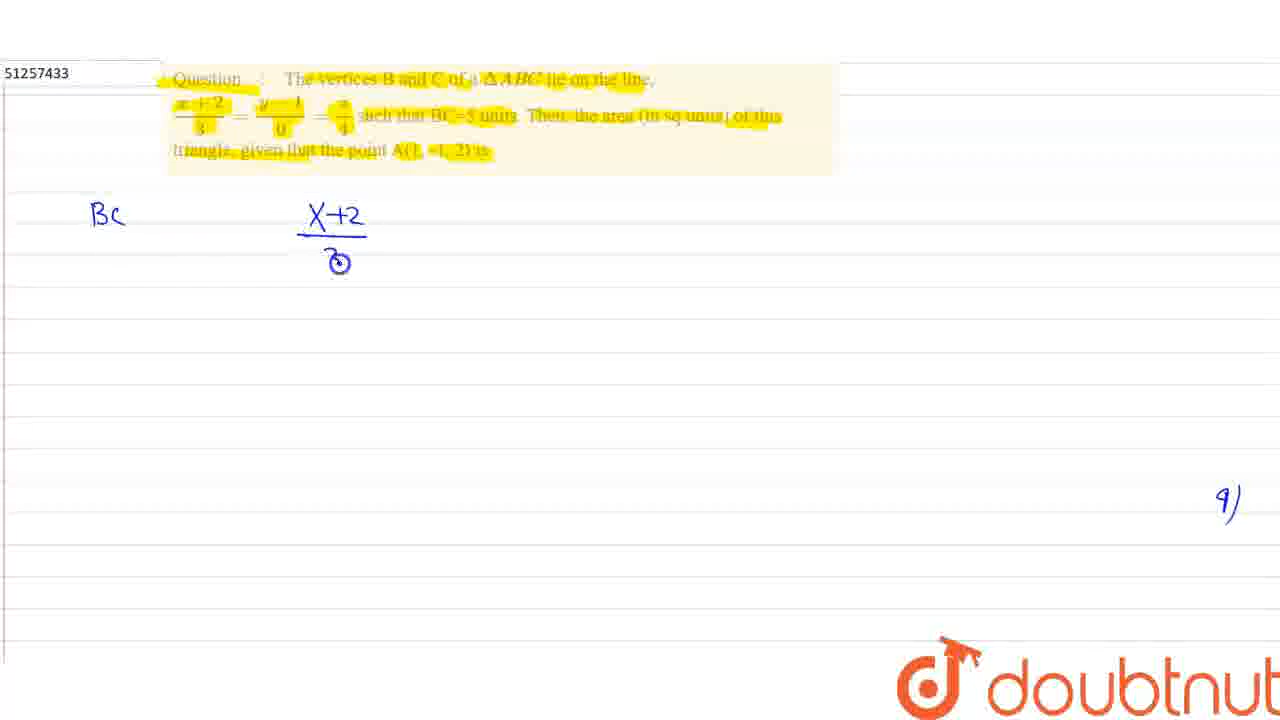 51257433
Question : The vertices B and C of a ΔABC lie on the line,
x + 2 / 3 = y − 1 / 0 = z / 4 such that BC=5 units. Then, the area (in sq units) of this
triangle, given that the point A(1, -1, 2) is
BC X+2 / 3
9)
doubtnut